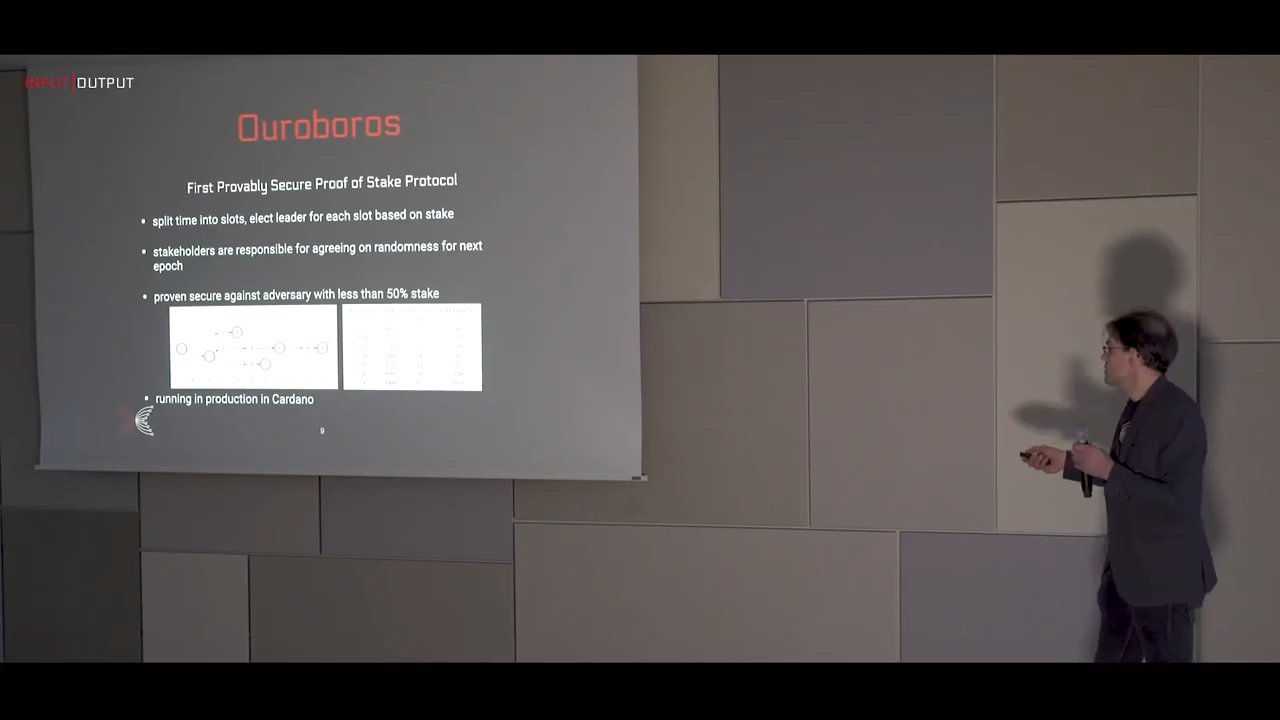 INPUT|OUTPUT
Ouroboros
First Provably Secure Proof of Stake Protocol
• split time into slots, elect leader for each slot based on stake
• stakeholders are responsible for agreeing on randomness for next
epoch
• proven secure against adversary with less than 50% stake
• running in production in Cardano
9